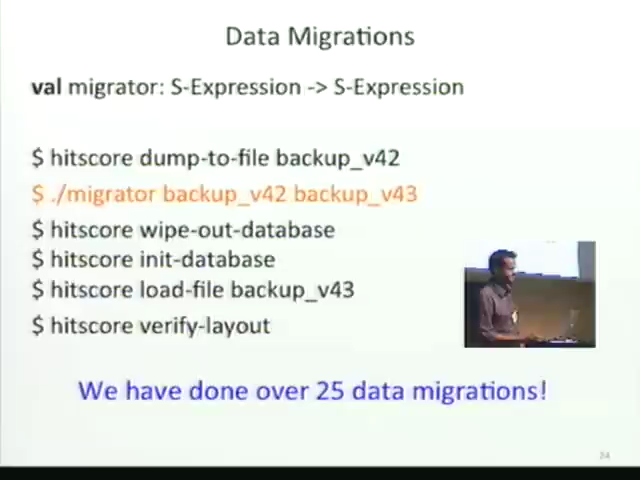 Data Migrations
val migrator: S-Expression -> S-Expression
$ hitscore dump-to-file backup_v42
$ ./migrator backup_v42 backup_v43
$ hitscore wipe-out-database
$ hitscore init-database
$ hitscore load-file backup_v43
$ hitscore verify-layout
We have done over 25 data migrations!
24